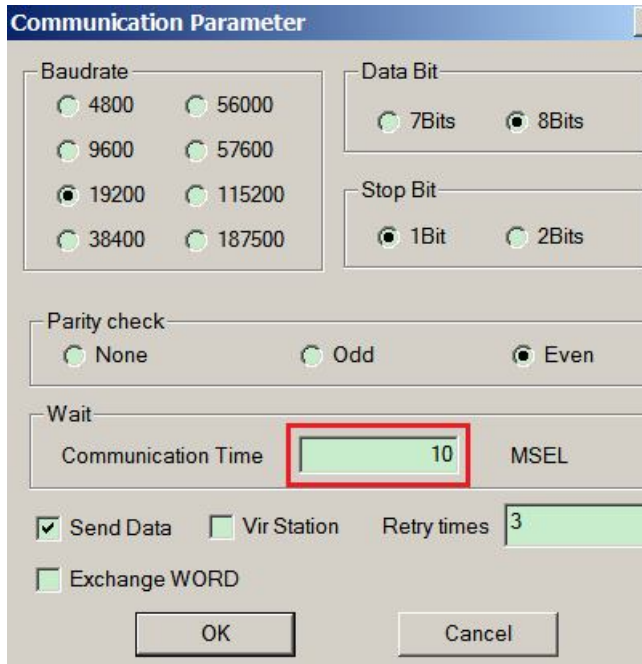 Communication Parameter
Baudrate
4800 56000
9600 57600
19200 115200
38400 187500
Data Bit
7Bits 8Bits
Stop Bit
1Bit 2Bits
Parity check
None Odd Even
Wait
Communication Time 10 MSEL
Send Data Vir Station Retry times 3
Exchange WORD
OK Cancel